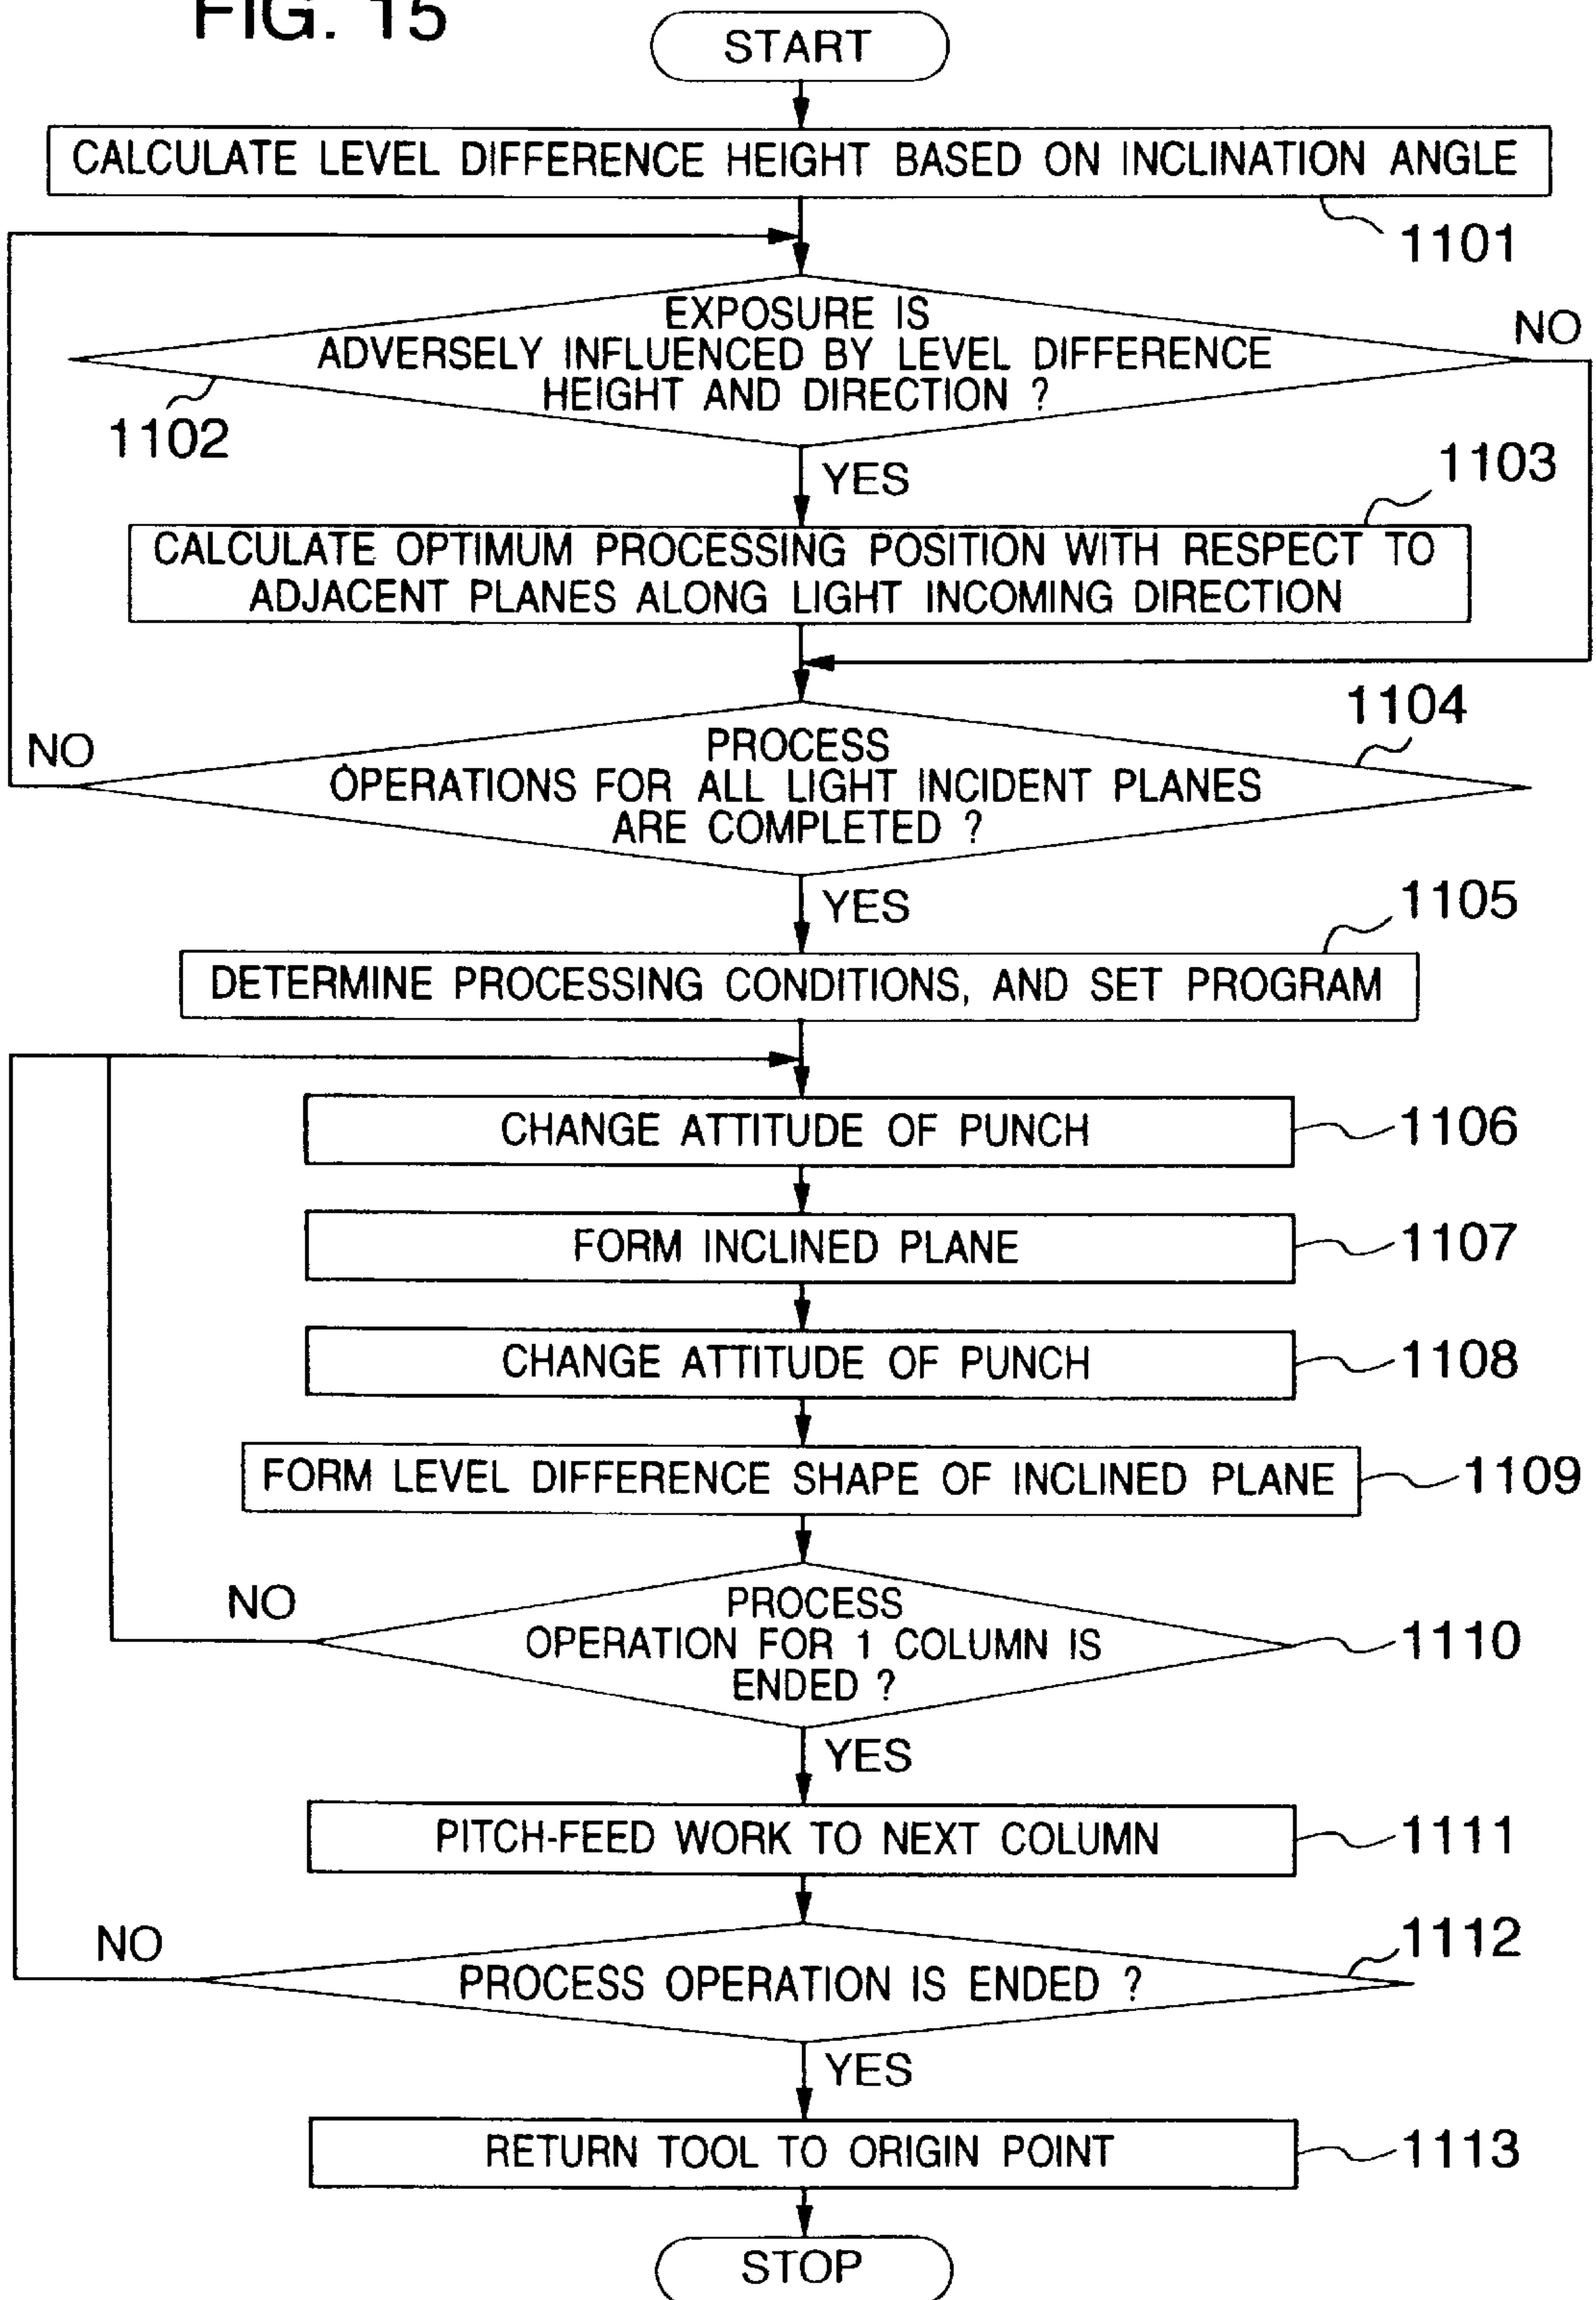 FIG. 15
START
CALCULATE LEVEL DIFFERENCE HEIGHT BASED ON INCLINATION ANGLE
1101
EXPOSURE IS
ADVERSELY INFLUENCED BY LEVEL DIFFERENCE
HEIGHT AND DIRECTION ?
NO
1102
YES
1103
CALCULATE OPTIMUM PROCESSING POSITION WITH RESPECT TO
ADJACENT PLANES ALONG LIGHT INCOMING DIRECTION
1104
NO
PROCESS
OPERATIONS FOR ALL LIGHT INCIDENT PLANES
ARE COMPLETED ?
YES
1105
DETERMINE PROCESSING CONDITIONS, AND SET PROGRAM
CHANGE ATTITUDE OF PUNCH
1106
FORM INCLINED PLANE
1107
CHANGE ATTITUDE OF PUNCH
1108
FORM LEVEL DIFFERENCE SHAPE OF INCLINED PLANE
1109
NO
PROCESS
OPERATION FOR 1 COLUMN IS
ENDED ?
1110
YES
PITCH-FEED WORK TO NEXT COLUMN
1111
NO
1112
PROCESS OPERATION IS ENDED ?
YES
RETURN TOOL TO ORIGIN POINT
1113
STOP